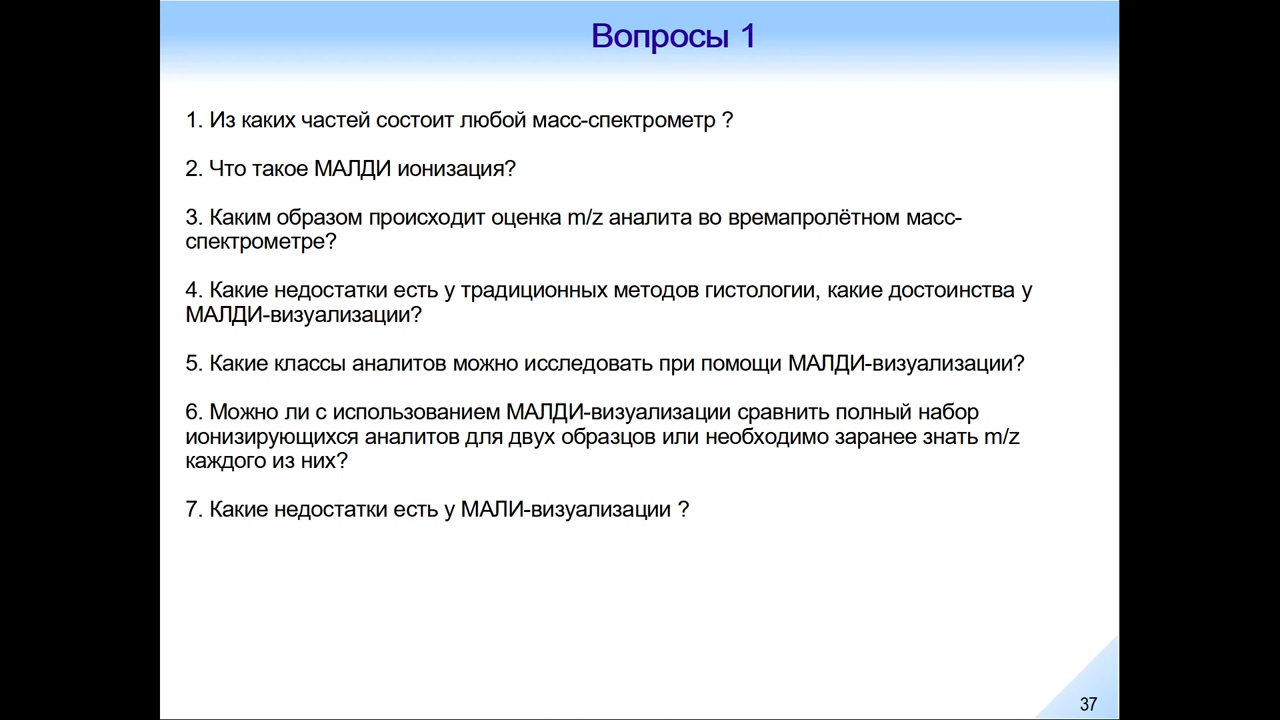 Вопросы 1
1. Из каких частей состоит любой масс-спектрометр ?
2. Что такое МАЛДИ ионизация?
3. Каким образом происходит оценка m/z аналита во времапролётном масс-
спектрометре?
4. Какие недостатки есть у традиционных методов гистологии, какие достоинства у
МАЛДИ-визуализации?
5. Какие классы аналитов можно исследовать при помощи МАЛДИ-визуализации?
6. Можно ли с использованием МАЛДИ-визуализации сравнить полный набор
ионизирующихся аналитов для двух образцов или необходимо заранее знать m/z
каждого из них?
7. Какие недостатки есть у МАЛИ-визуализации ?
37